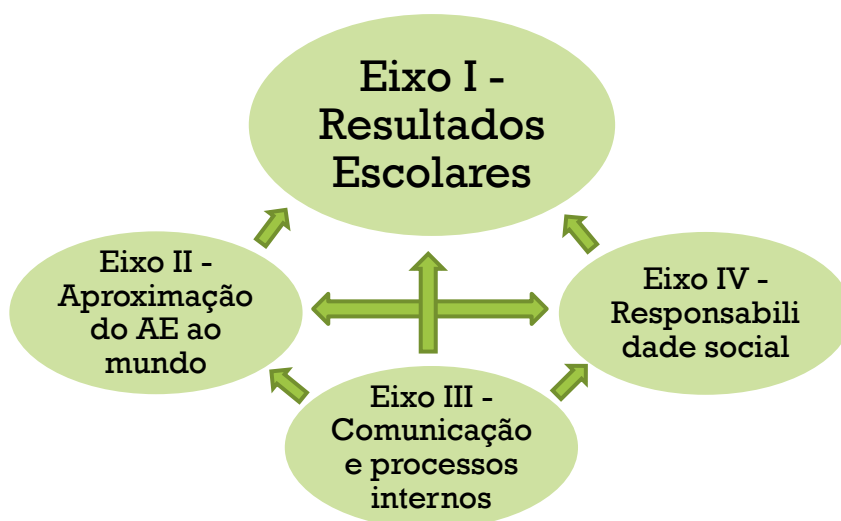 Eixo I -
Resultados
Escolares
Eixo II -
Aproximação
do AE ao
mundo
Eixo IV -
Responsabili
dade social
Eixo III -
Comunicação
e processos
internos